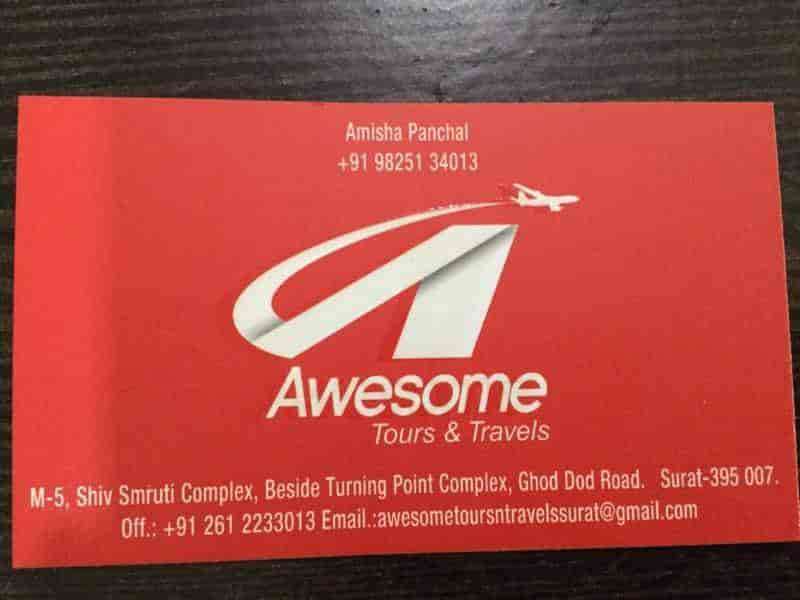 Amisha Panchal
+91 98251 34013
Awesome
Tours & Travels
M-5, Shiv Smruti Complex, Beside Turning Point Complex, Ghod Dod Road. Surat-395 007.
Off.: +91 261 2233013 Email.:awesometoursntravelssurat@gmail.com